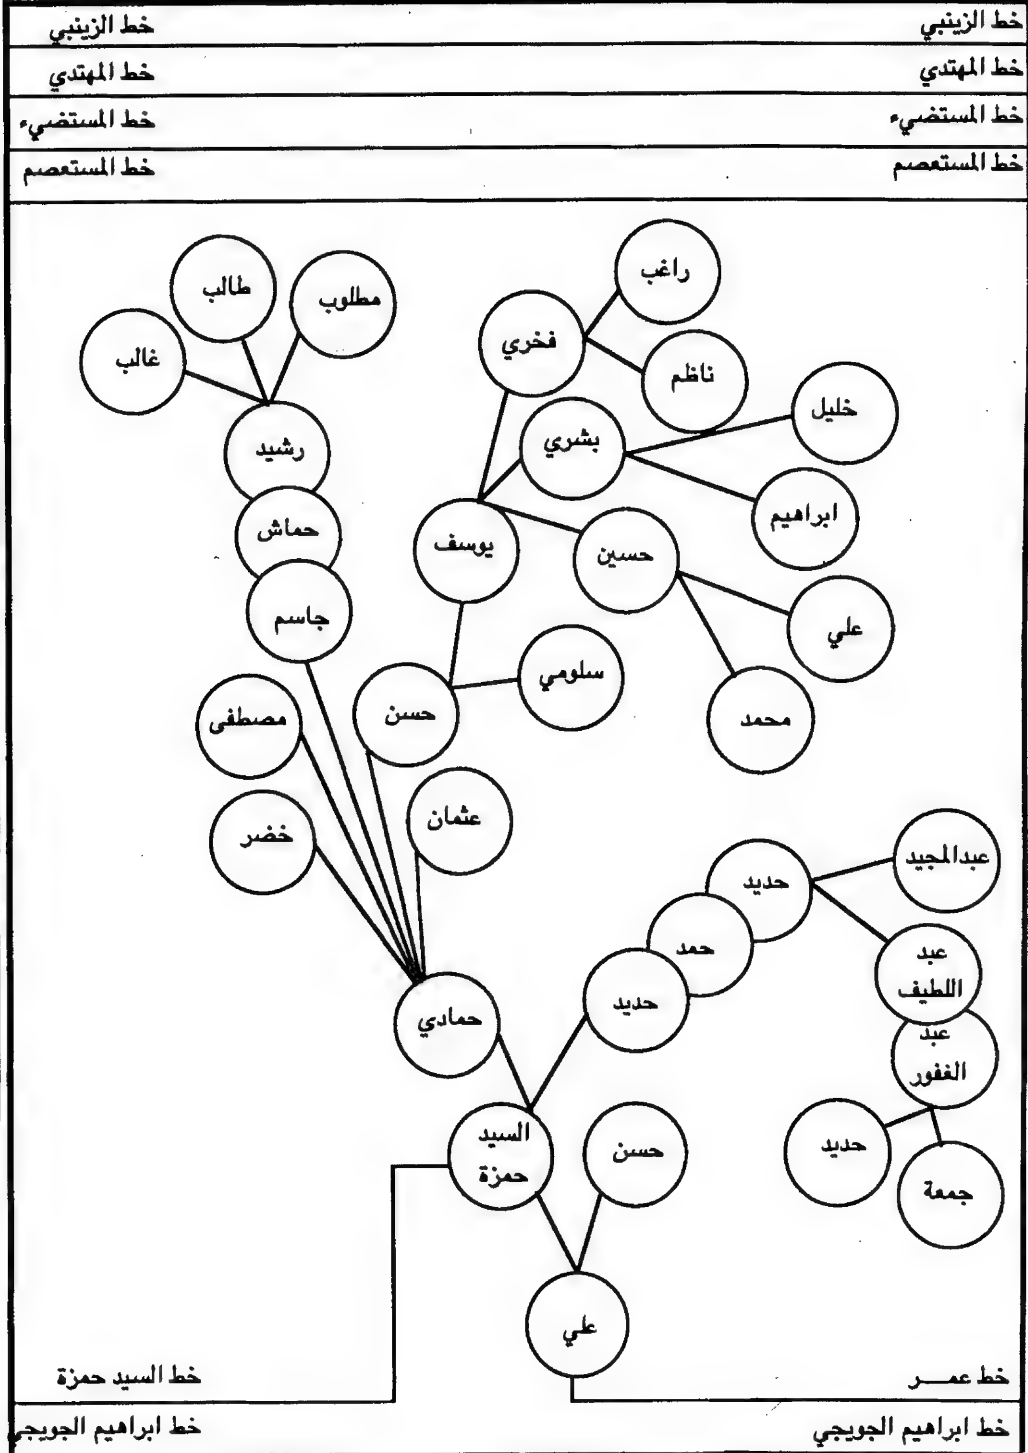 خط الزينبي خط الزينبي
خط المهتدي خط المهتدي
خط المستضيء خط المستضيء
خط المستعصم خط المستعصم
راغب
طالب
مطلوب
فخري
غالب
ناظم
خليل
بشري
رشيد
ابراهيم
حماش
يوسف
حسين
جاسم
علي
سلومي
حسن
مصطفى
محمد
عثمان
خضر
عبدالمجيد
حديد
حمد
عبد
اللطيف
حديد
حمادي
عبد
الغفور
السيد
حمزة
حسن
حديد
جمعة
علي
خط عمـــر خط السيد حمزة
خط ابراهيم الجويجي خط ابراهيم الجويجي